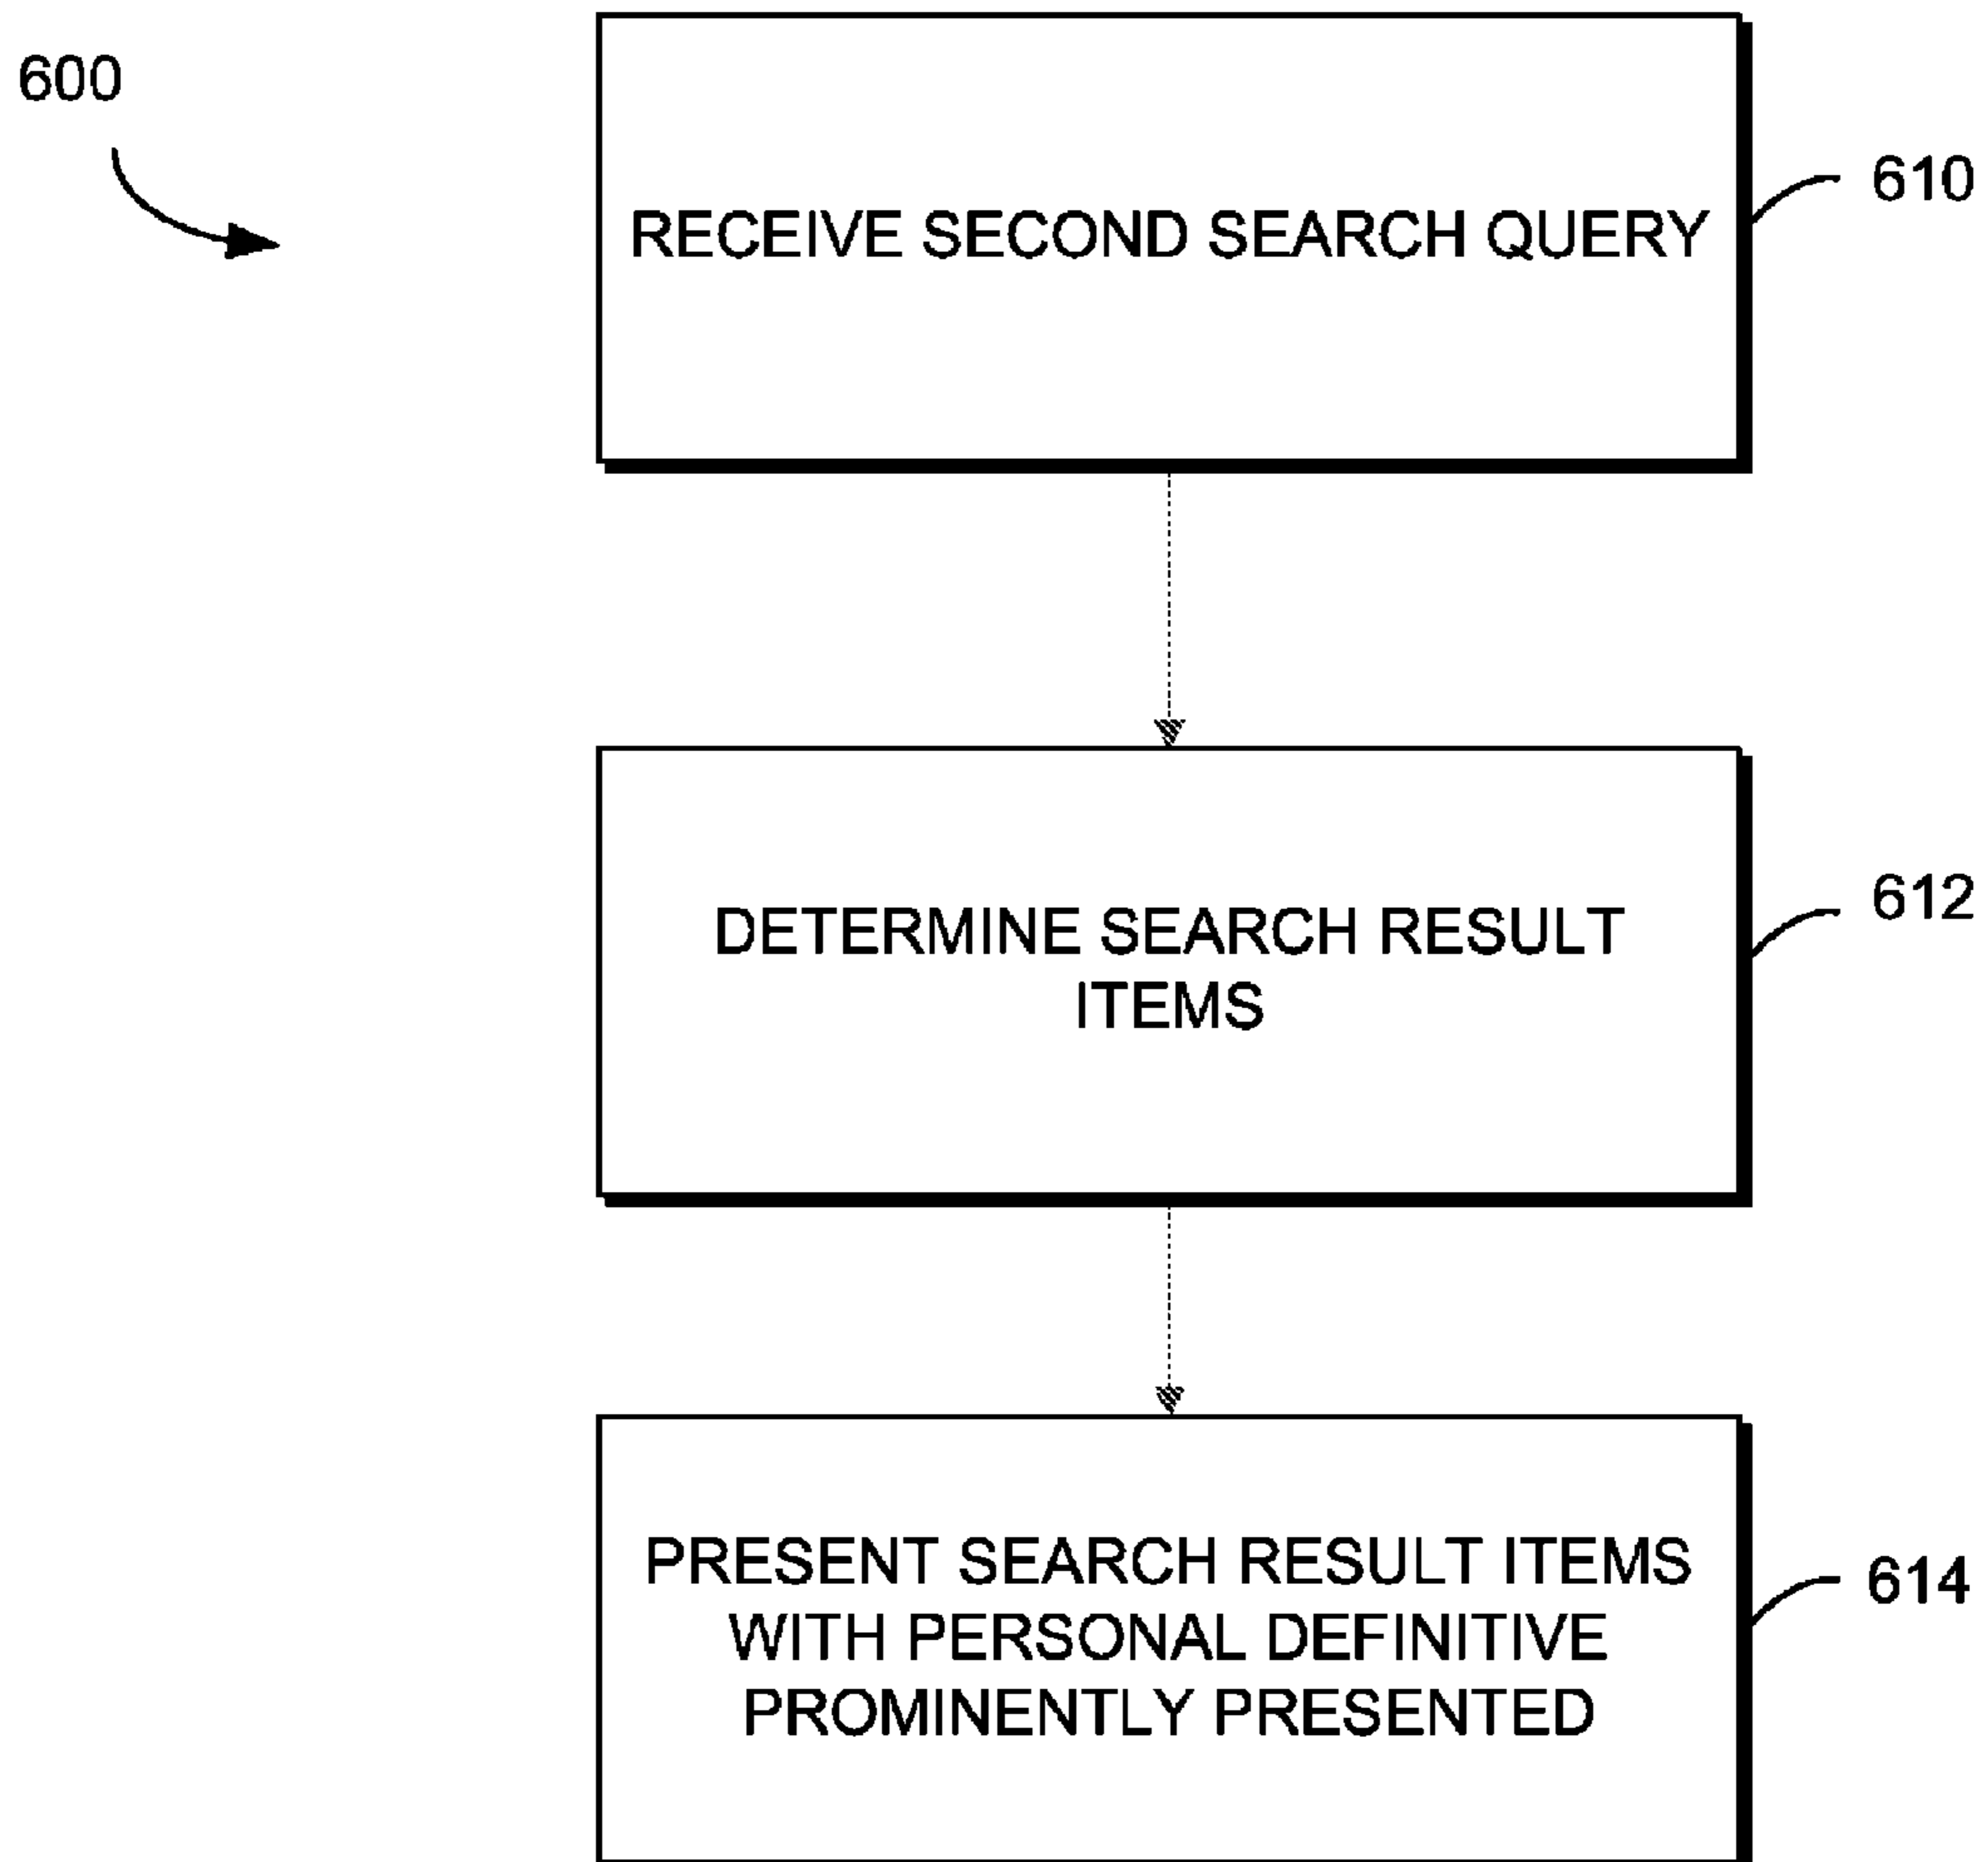 600
RECEIVE SECOND SEARCH QUERY
610
DETERMINE SEARCH RESULT
ITEMS
612
PRESENT SEARCH RESULT ITEMS
WITH PERSONAL DEFINITIVE
PROMINENTLY PRESENTED
614